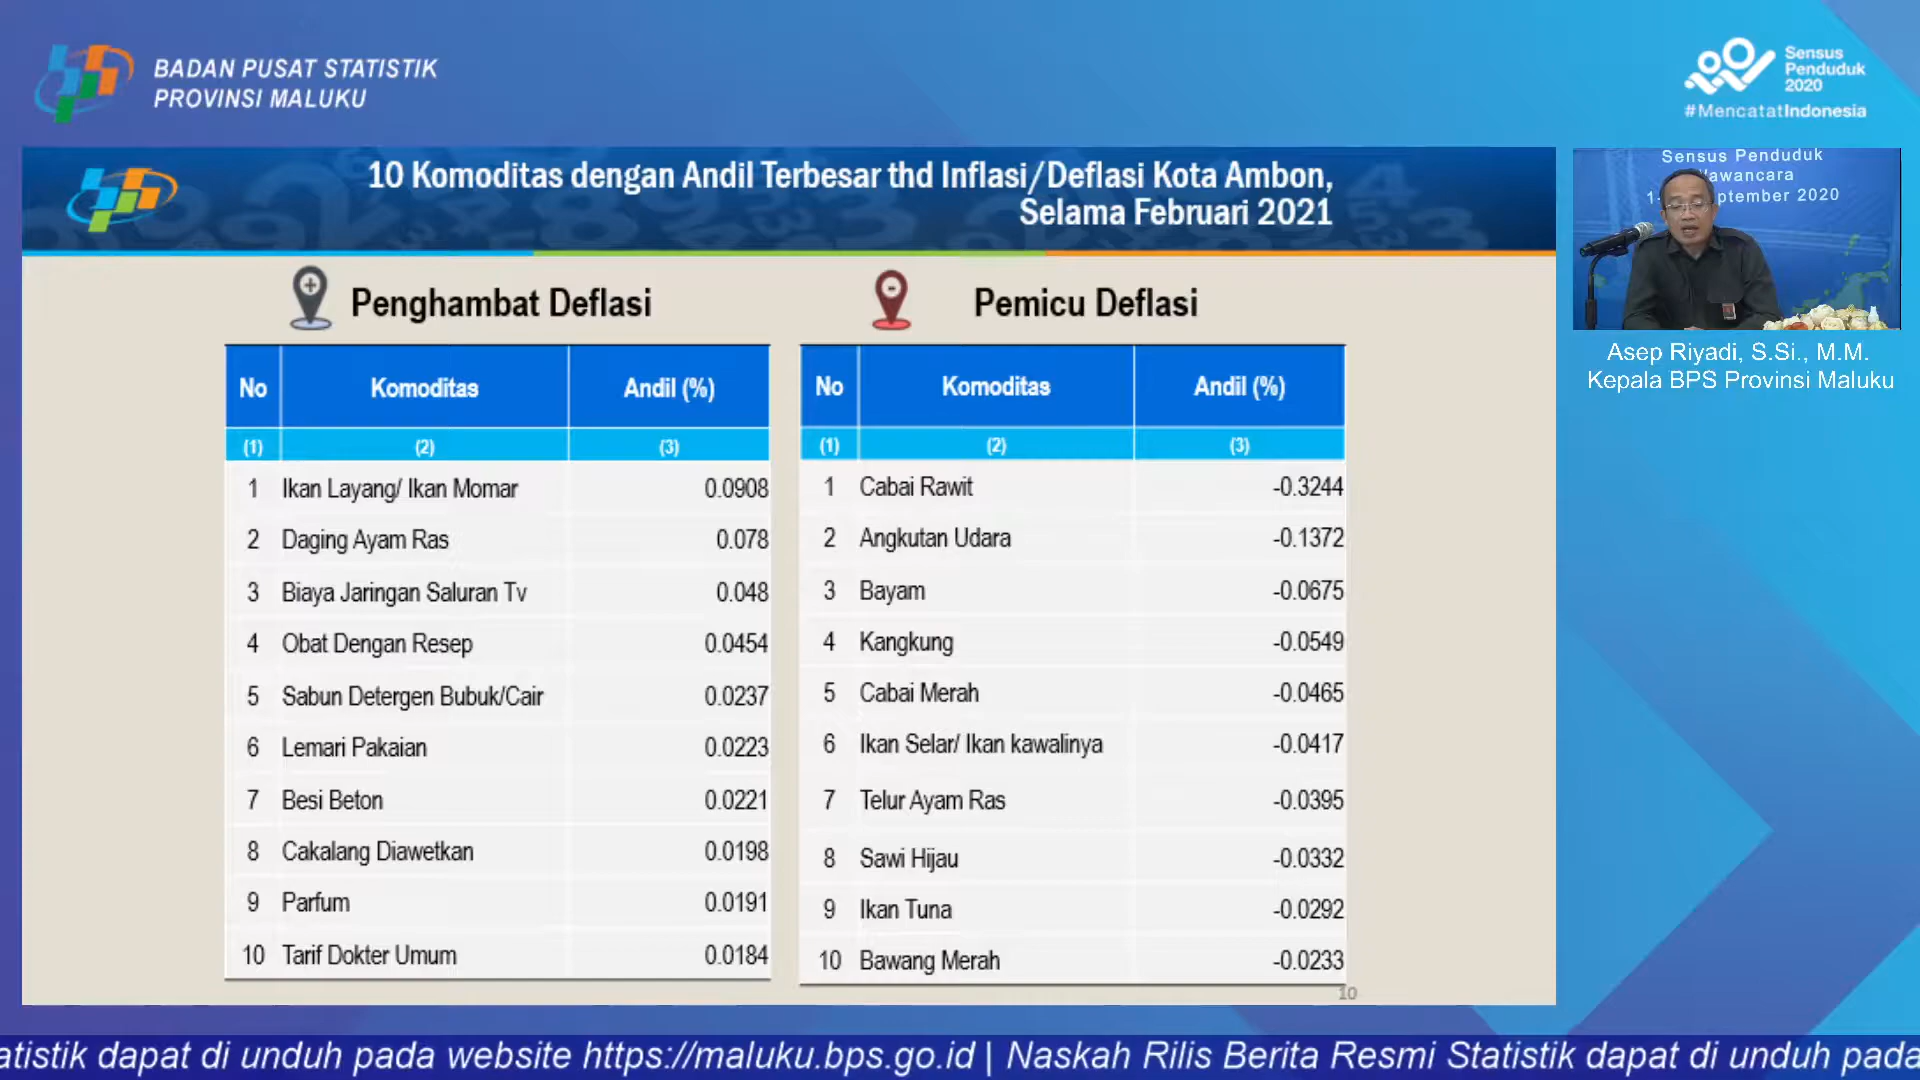 BADAN PUSAT STATISTIK
PROVINSI MALUKU
Sensus
Penduduk
2020
#MencatatIndonesia
10 Komoditas dengan Andil Terbesar thd Inflasi/Deflasi Kota Ambon,
Selama Februari 2021
Penghambat Deflasi
No Komoditas Andil (%)
(1) (2) (3)
1 Ikan Layang/ Ikan Momar 0.0908
2 Daging Ayam Ras 0.078
3 Biaya Jaringan Saluran Tv 0.048
4 Obat Dengan Resep 0.0454
5 Sabun Detergen Bubuk/Cair 0.0237
6 Lemari Pakaian 0.0223
7 Besi Beton 0.0221
8 Cakalang Diawetkan 0.0198
9 Parfum 0.0191
10 Tarif Dokter Umum 0.0184
Pemicu Deflasi
No Komoditas Andil (%)
(1) (2) (3)
1 Cabai Rawit -0.3244
2 Angkutan Udara -0.1372
3 Bayam -0.0675
4 Kangkung -0.0549
5 Cabai Merah -0.0465
6 Ikan Selar/ Ikan kawalinya -0.0417
7 Telur Ayam Ras -0.0395
8 Sawi Hijau -0.0332
9 Ikan Tuna -0.0292
10 Bawang Merah -0.0233
10
Sensus Penduduk
2020
Asep Riyadi, S.Si., M.M.
Kepala BPS Provinsi Maluku
atistik dapat di unduh pada website https://maluku.bps.go.id | Naskah Rilis Berita Resmi Statistik dapat di unduh pada